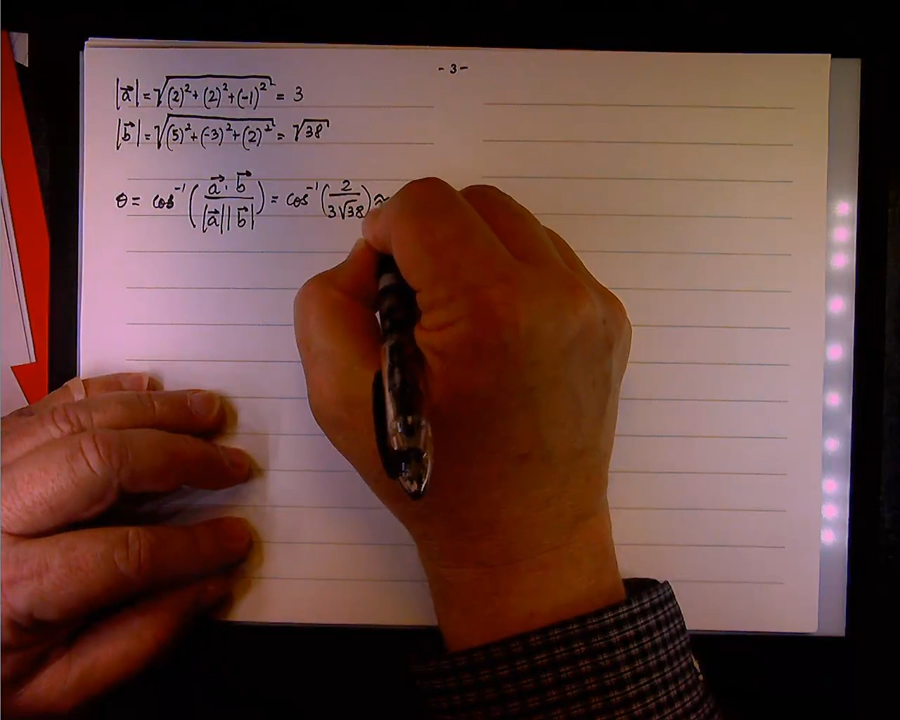 - 3 -
|a⃗| = √((2)² + (2)² + (-1)²) = 3
|b⃗| = √((5)² + (-3)² + (2)²) = √38
θ = cos⁻¹(a⃗ · b⃗ / |a⃗||b⃗|) = cos⁻¹(2 / 3√38) ≈